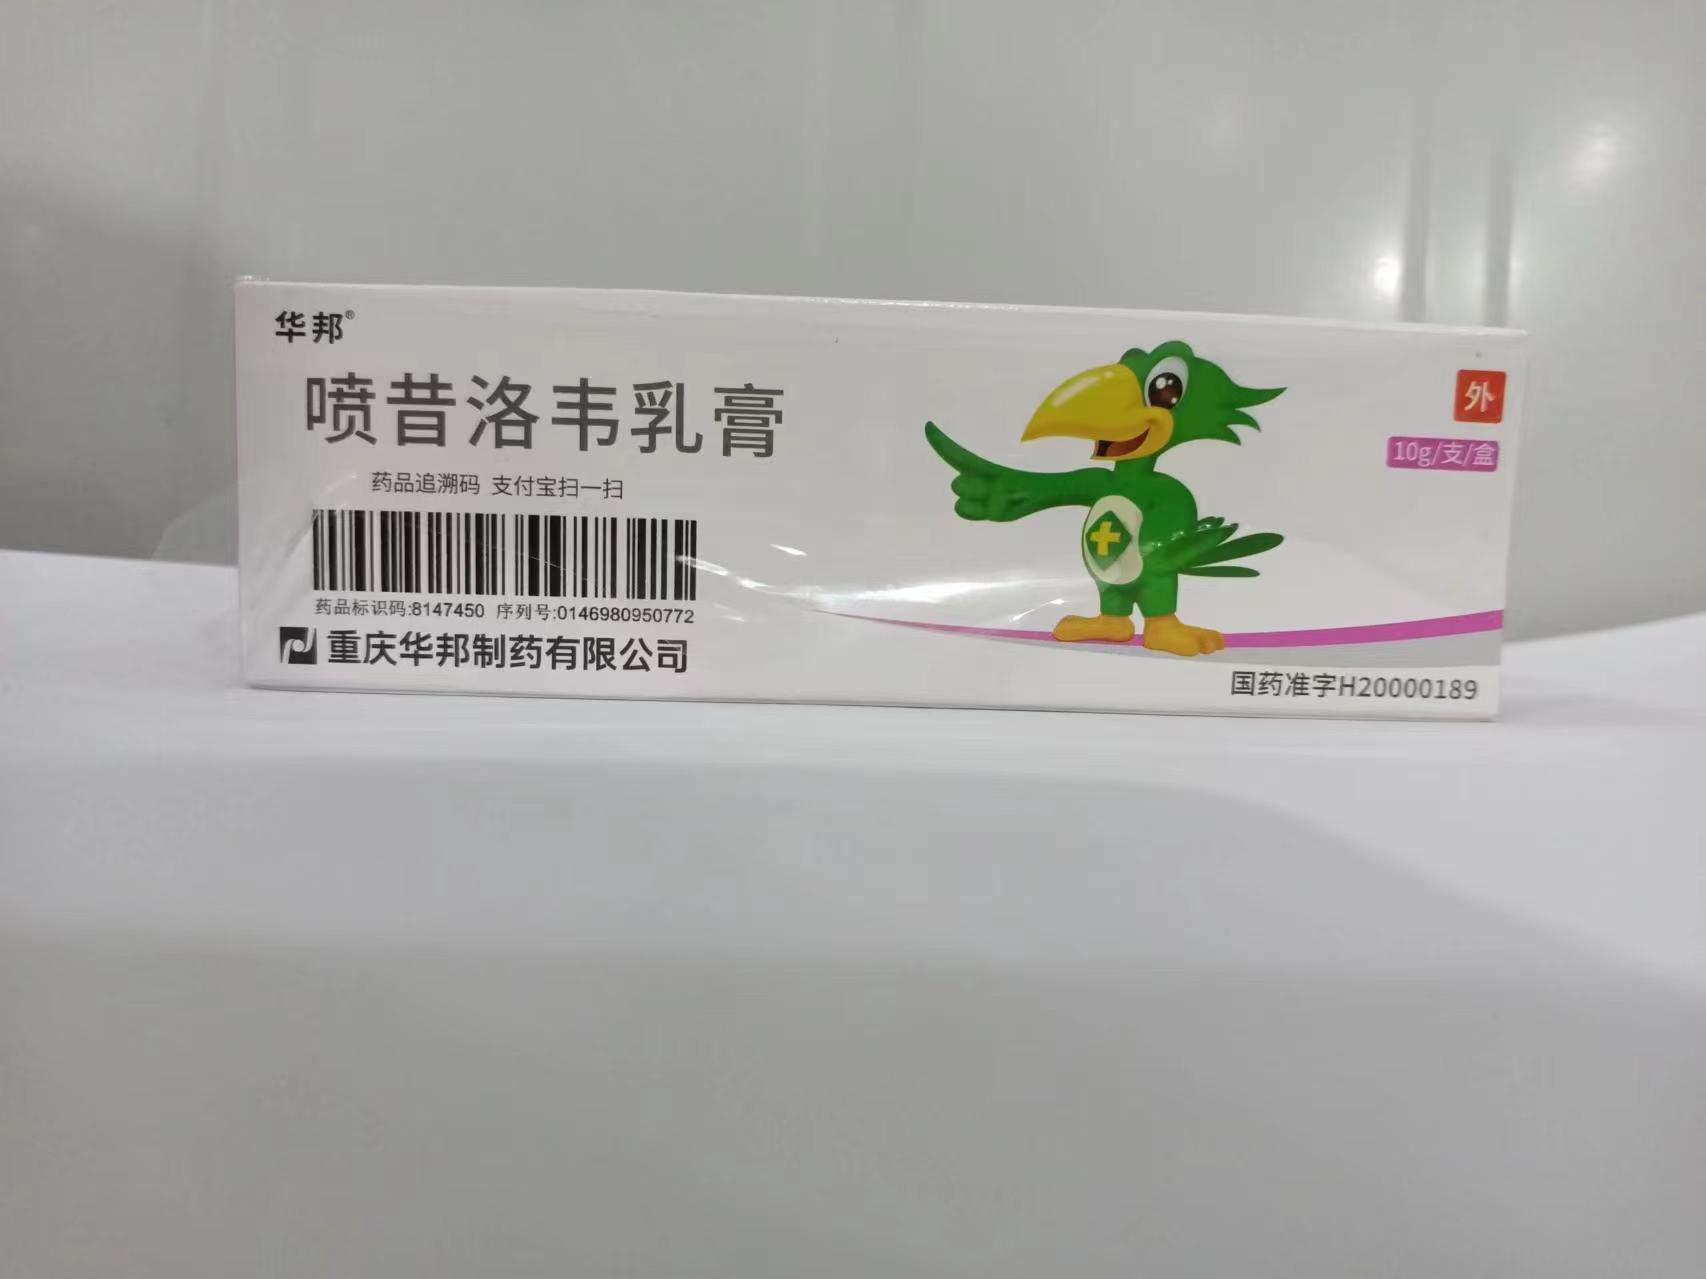 华邦®
喷昔洛韦乳膏
外
10g/支/盒
药品追溯码 支付宝扫一扫
药品标识码:8147450 序列号:0146980950772
重庆华邦制药有限公司
国药准字H20000189